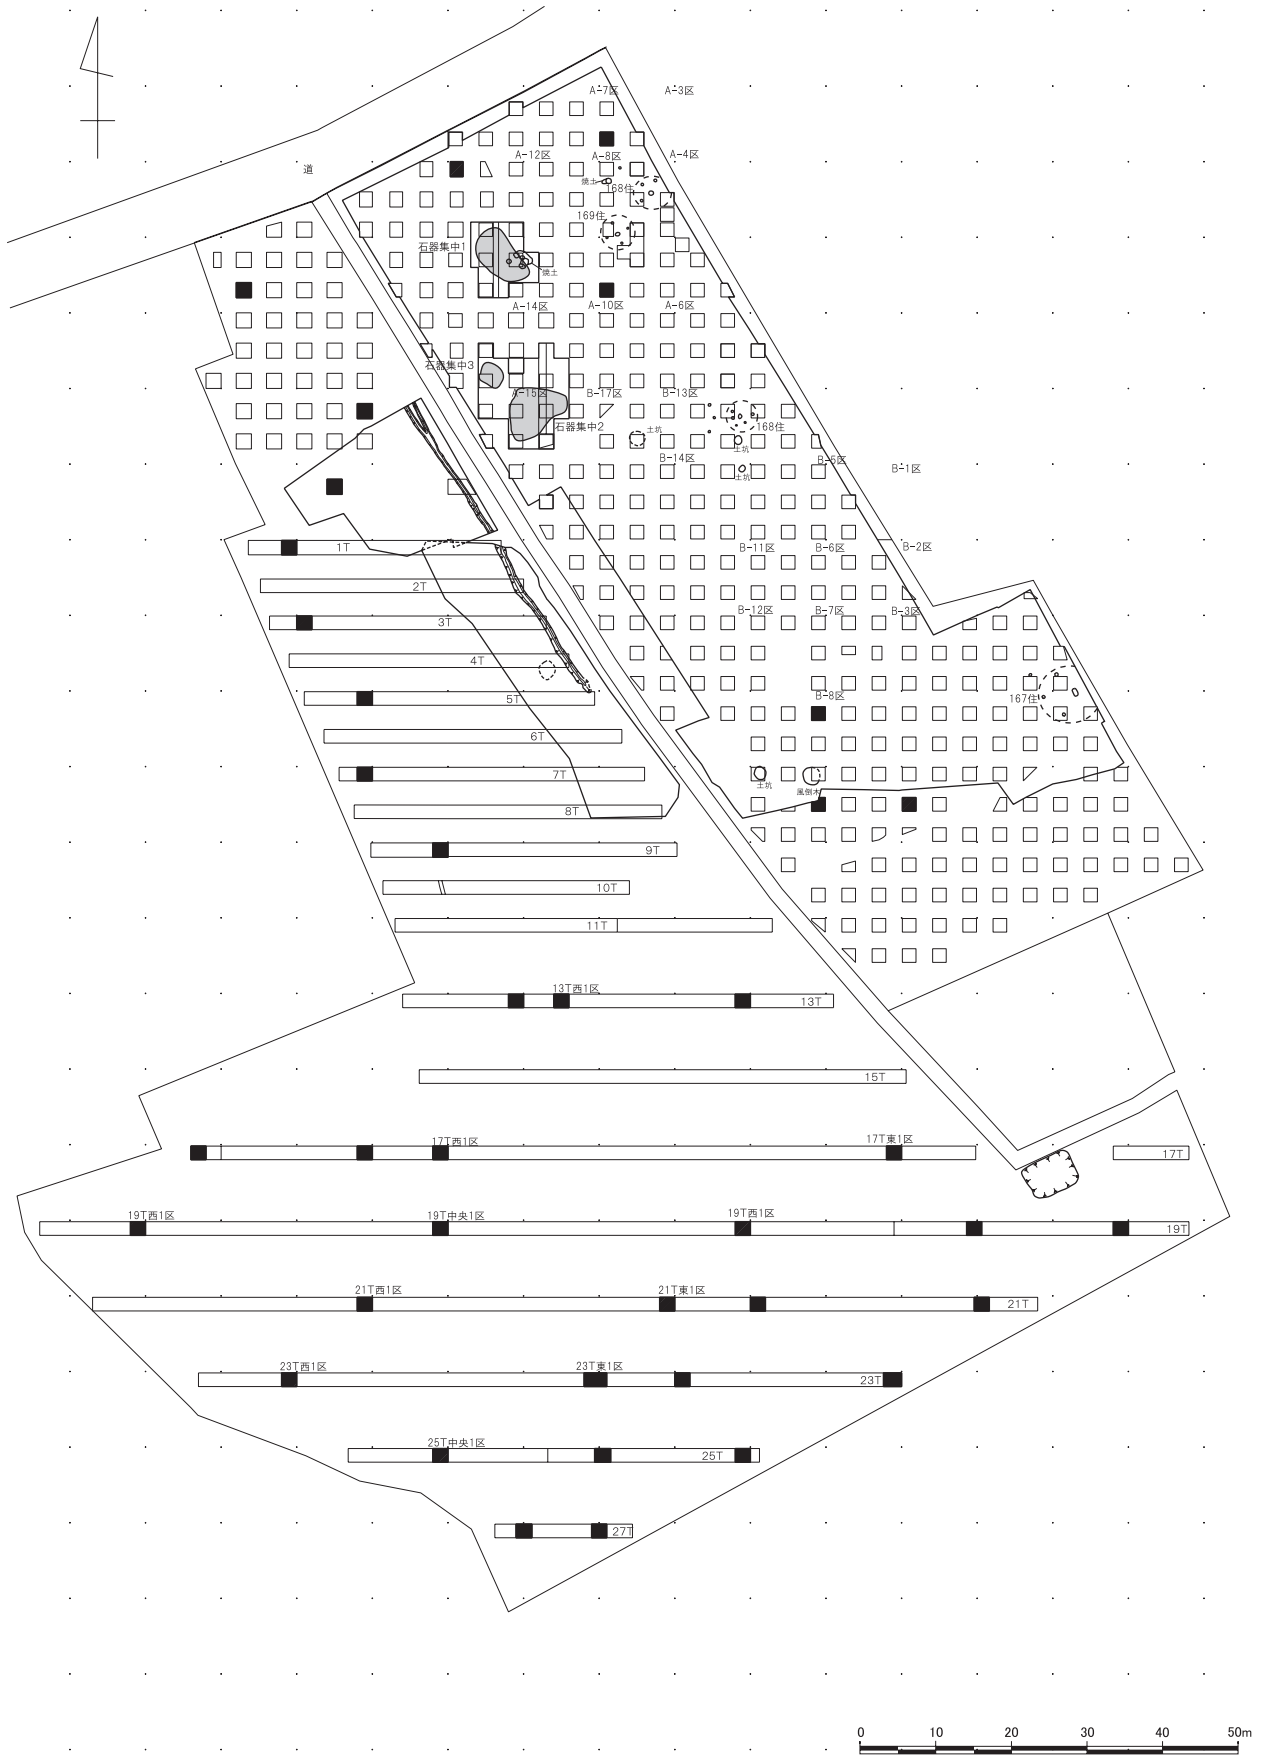 A-7区
A-3区
A-12区
A-8区
A-4区
道
焼土
168住
169住
石器集中1
焼土
A-14区
A-10区
A-6区
石器集中3
A-15区
B-17区
B-13区
石器集中2
土坑
168住
土坑
B-14区
B-5区
B-1区
土坑
1T
B-11区
B-6区
B-2区
2T
3T
B-12区
B-7区
B-3区
4T
5T
B-8区
167住
6T
7T
土坑
風倒木
8T
9T
10T
11T
13T西1区
13T
15T
17T西1区
17T東1区
17T
19T西1区
19T中央1区
19T西1区
19T
21T西1区
21T東1区
21T
23T西1区
23T東1区
23T
25T中央1区
25T
27T
0 10 20 30 40 50m